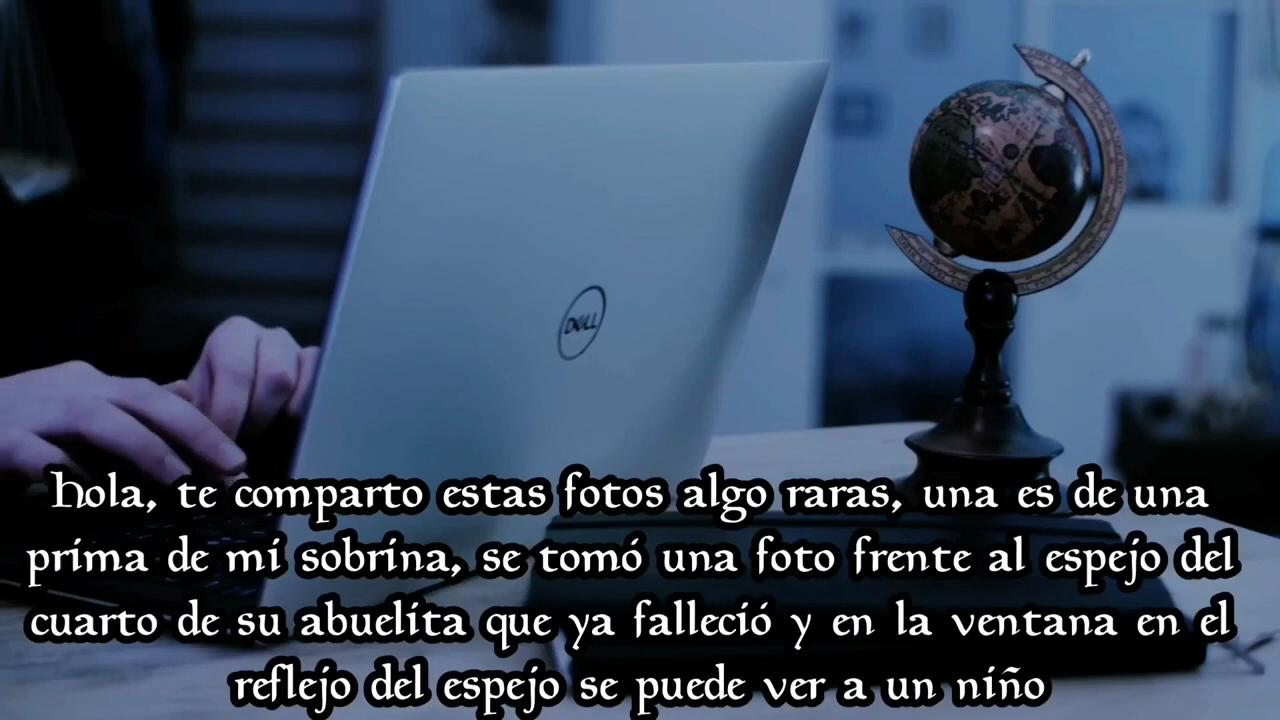 DELL
hola, te comparto estas fotos algo raras, una es de una
prima de mi sobrina, se tomó una foto frente al espejo del
cuarto de su abuelita que ya falleció y en la ventana en el
reflejo del espejo se puede ver a un niño